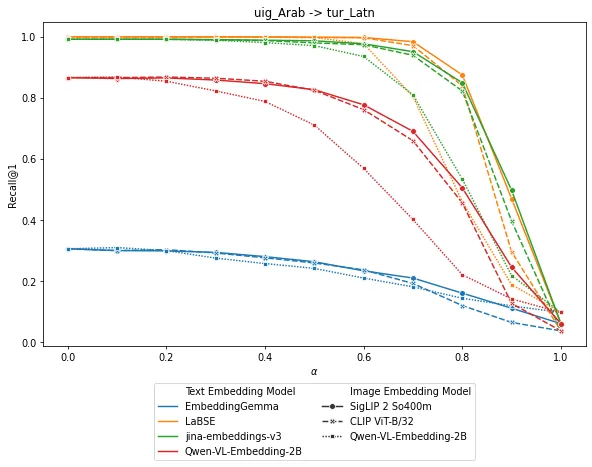 uig_Arab -> tur_Latn
Recall@1
1.0
0.8
0.6
0.4
0.2
0.0
0.0 0.2 0.4 0.6 0.8 1.0
α
Text Embedding Model
EmbeddingGemma
LaBSE
jina-embeddings-v3
Qwen-VL-Embedding-2B
Image Embedding Model
SigLIP 2 So400m
CLIP ViT-B/32
Qwen-VL-Embedding-2B